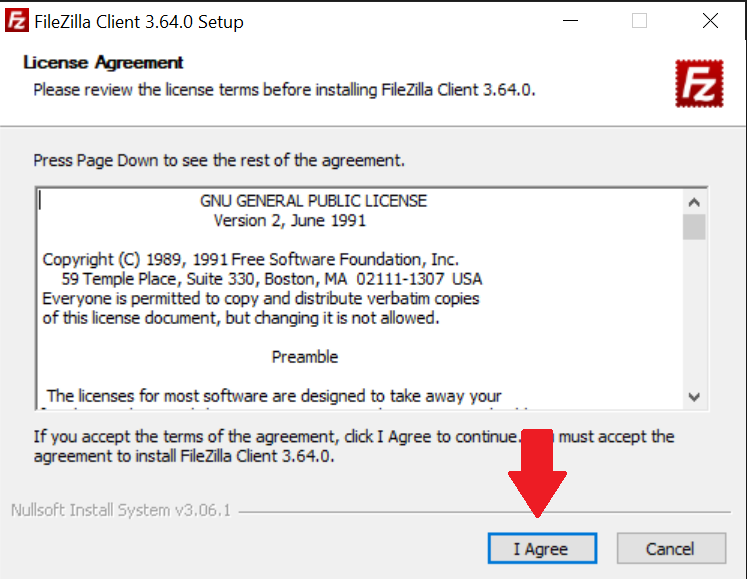 FileZilla Client 3.64.0 Setup
License Agreement
Please review the license terms before installing FileZilla Client 3.64.0.
Fz
Press Page Down to see the rest of the agreement.
GNU GENERAL PUBLIC LICENSE
Version 2, June 1991
Copyright (C) 1989, 1991 Free Software Foundation, Inc.
59 Temple Place, Suite 330, Boston, MA 02111-1307 USA
Everyone is permitted to copy and distribute verbatim copies
of this license document, but changing it is not allowed.
Preamble
The licenses for most software are designed to take away your
If you accept the terms of the agreement, click I Agree to continue. must accept the
agreement to install FileZilla Client 3.64.0.
Nullsoft Install System v3.06.1
I Agree
Cancel